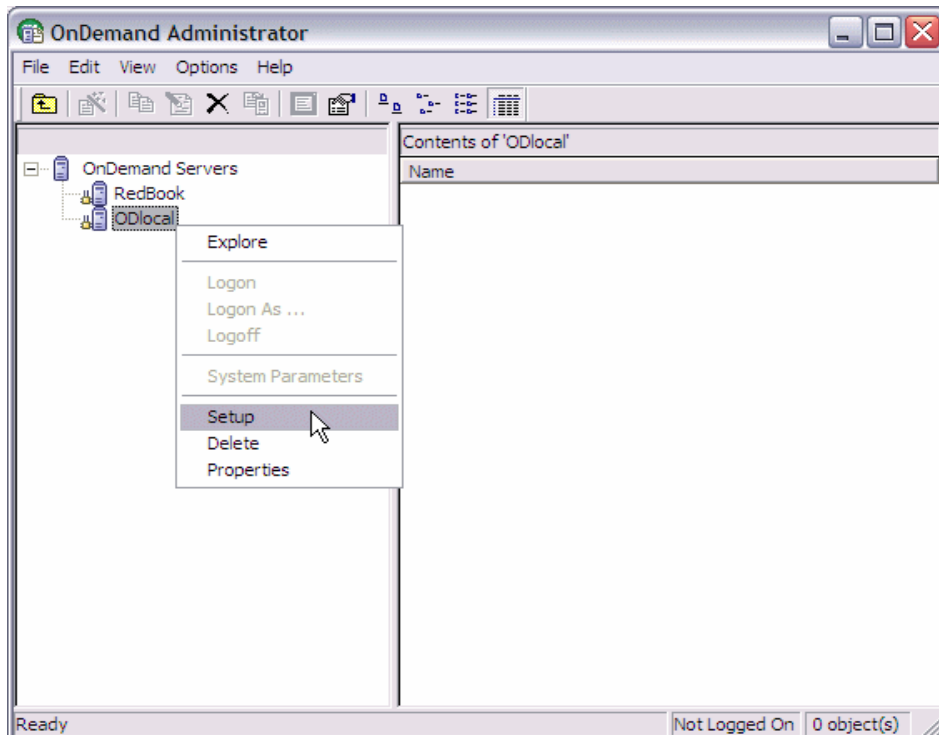 OnDemand Administrator
File Edit View Options Help
Contents of 'ODlocal'
OnDemand Servers
Name
RedBook
ODlocal
Explore
Logon
Logon As ...
Logoff
System Parameters
Setup
Delete
Properties
Ready Not Logged On 0 object(s)